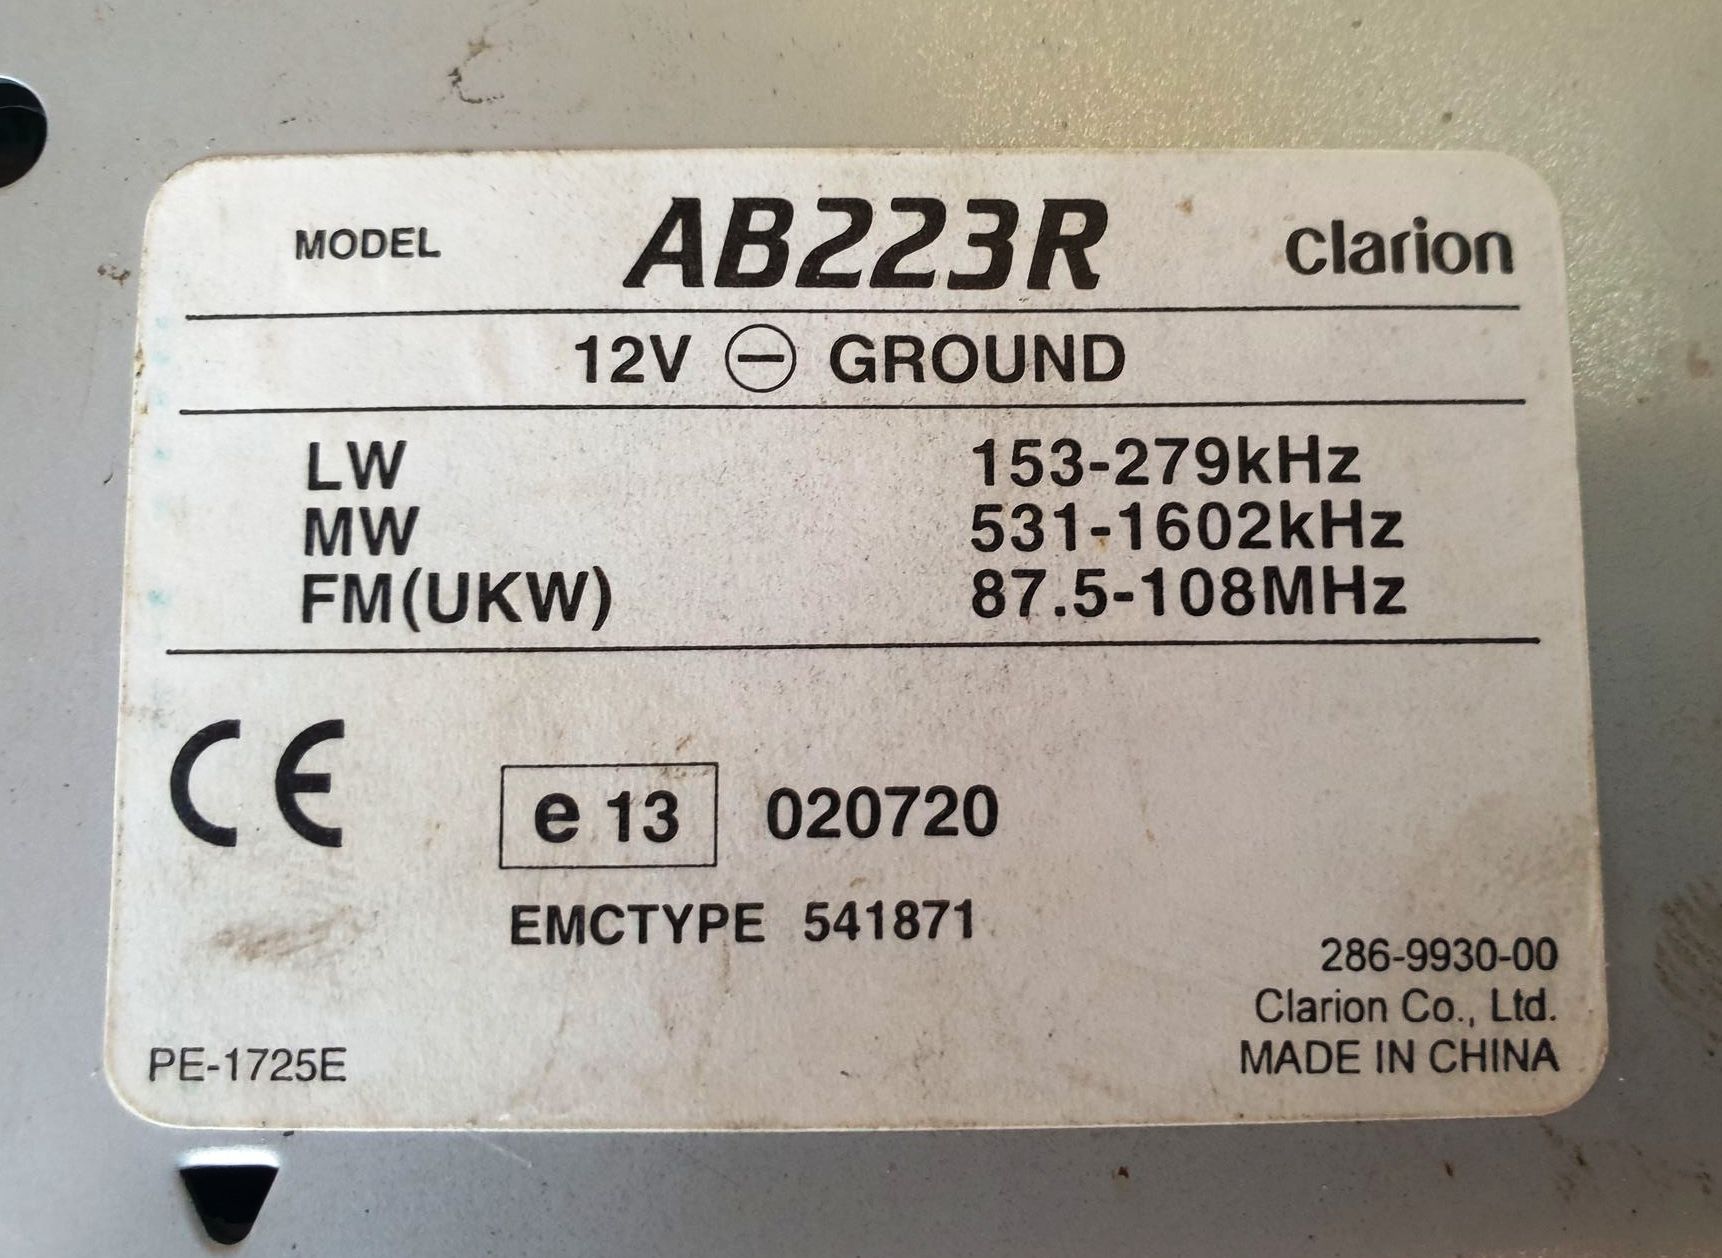 MODEL AB223R Clarion
12V ⊖ GROUND
LW 153-279kHz
MW 531-1602kHz
FM(UKW) 87.5-108MHz
CE
e 13 020720
EMCTYPE 541871
286-9930-00
Clarion Co., Ltd.
PE-1725E MADE IN CHINA